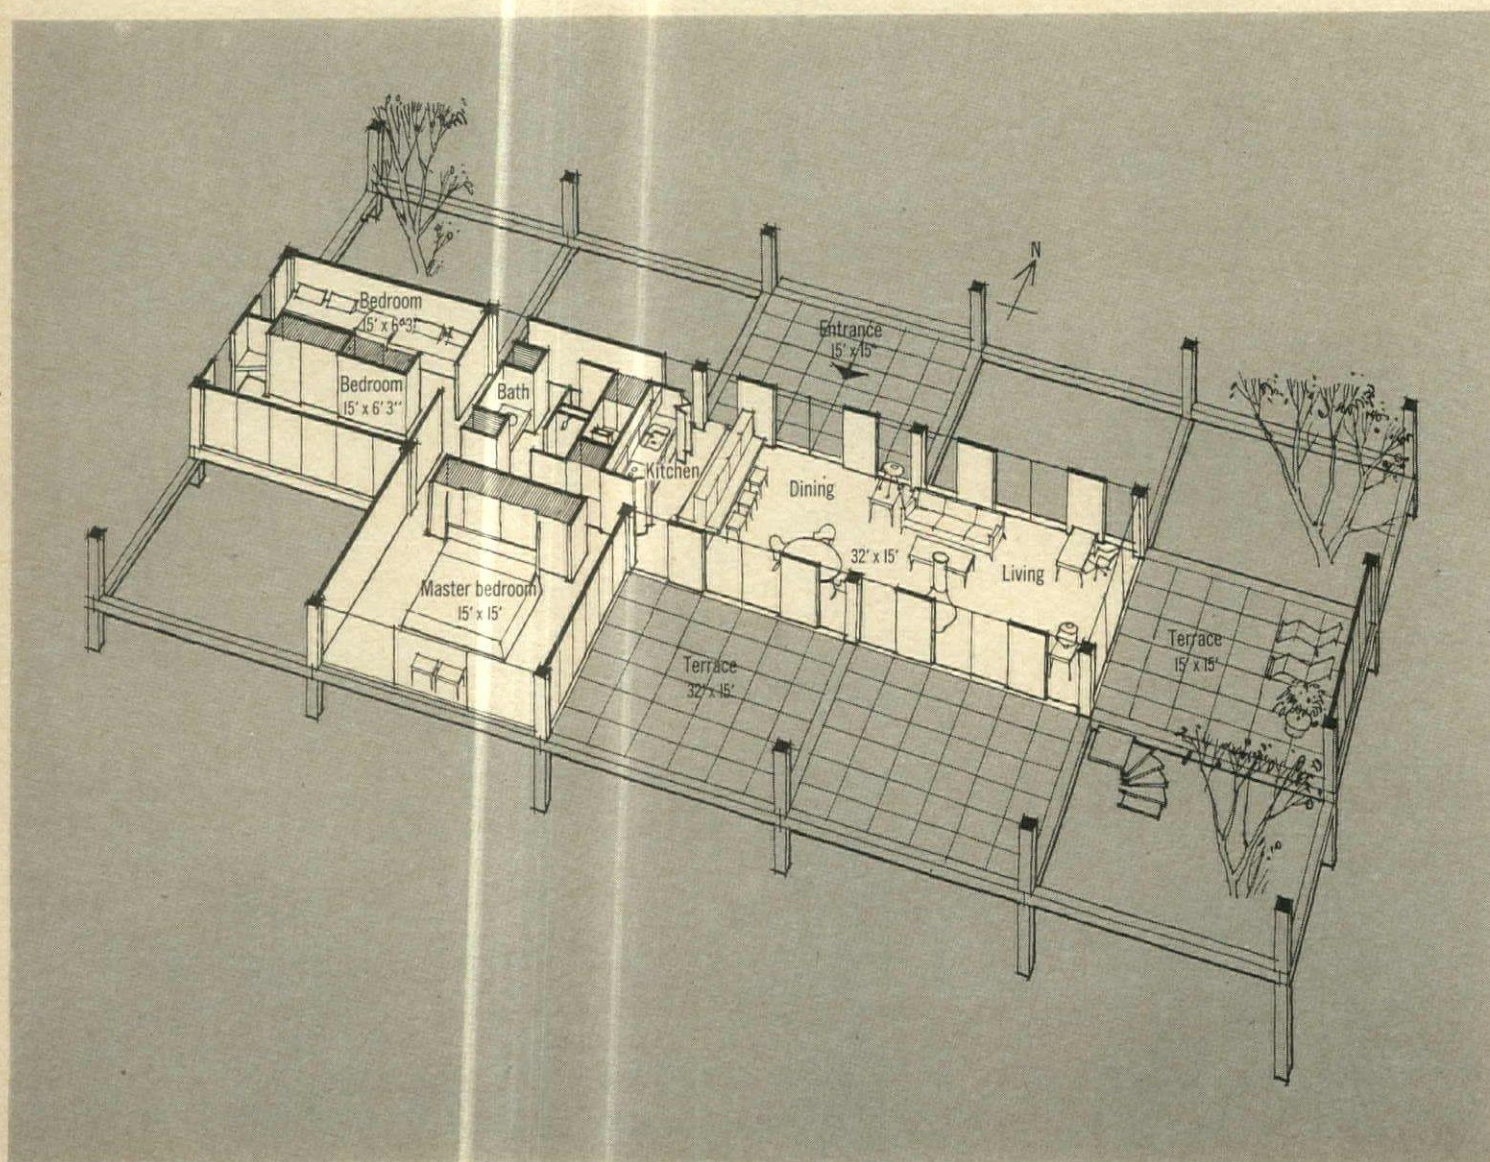 N
Bedroom
15' x 6' 3"
Entrance
15' x 15'
Bedroom
15' x 6' 3''
Bath
Kitchen
Dining
32' x 15'
Living
Master bedroom
15' x 15'
Terrace
15' x 15'
Terrace
32' x 15'